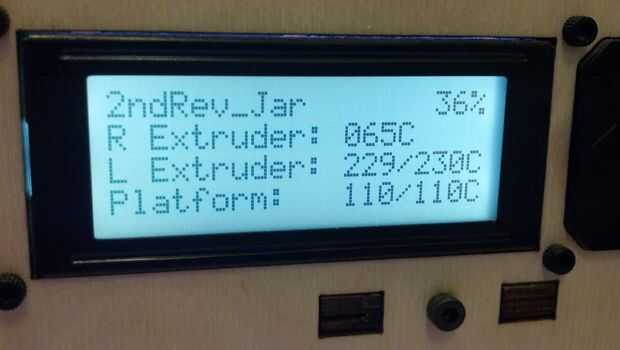 2ndRev_Jar 36%
R Extruder: 065C
L Extruder: 229/230C
Platform: 110/110C